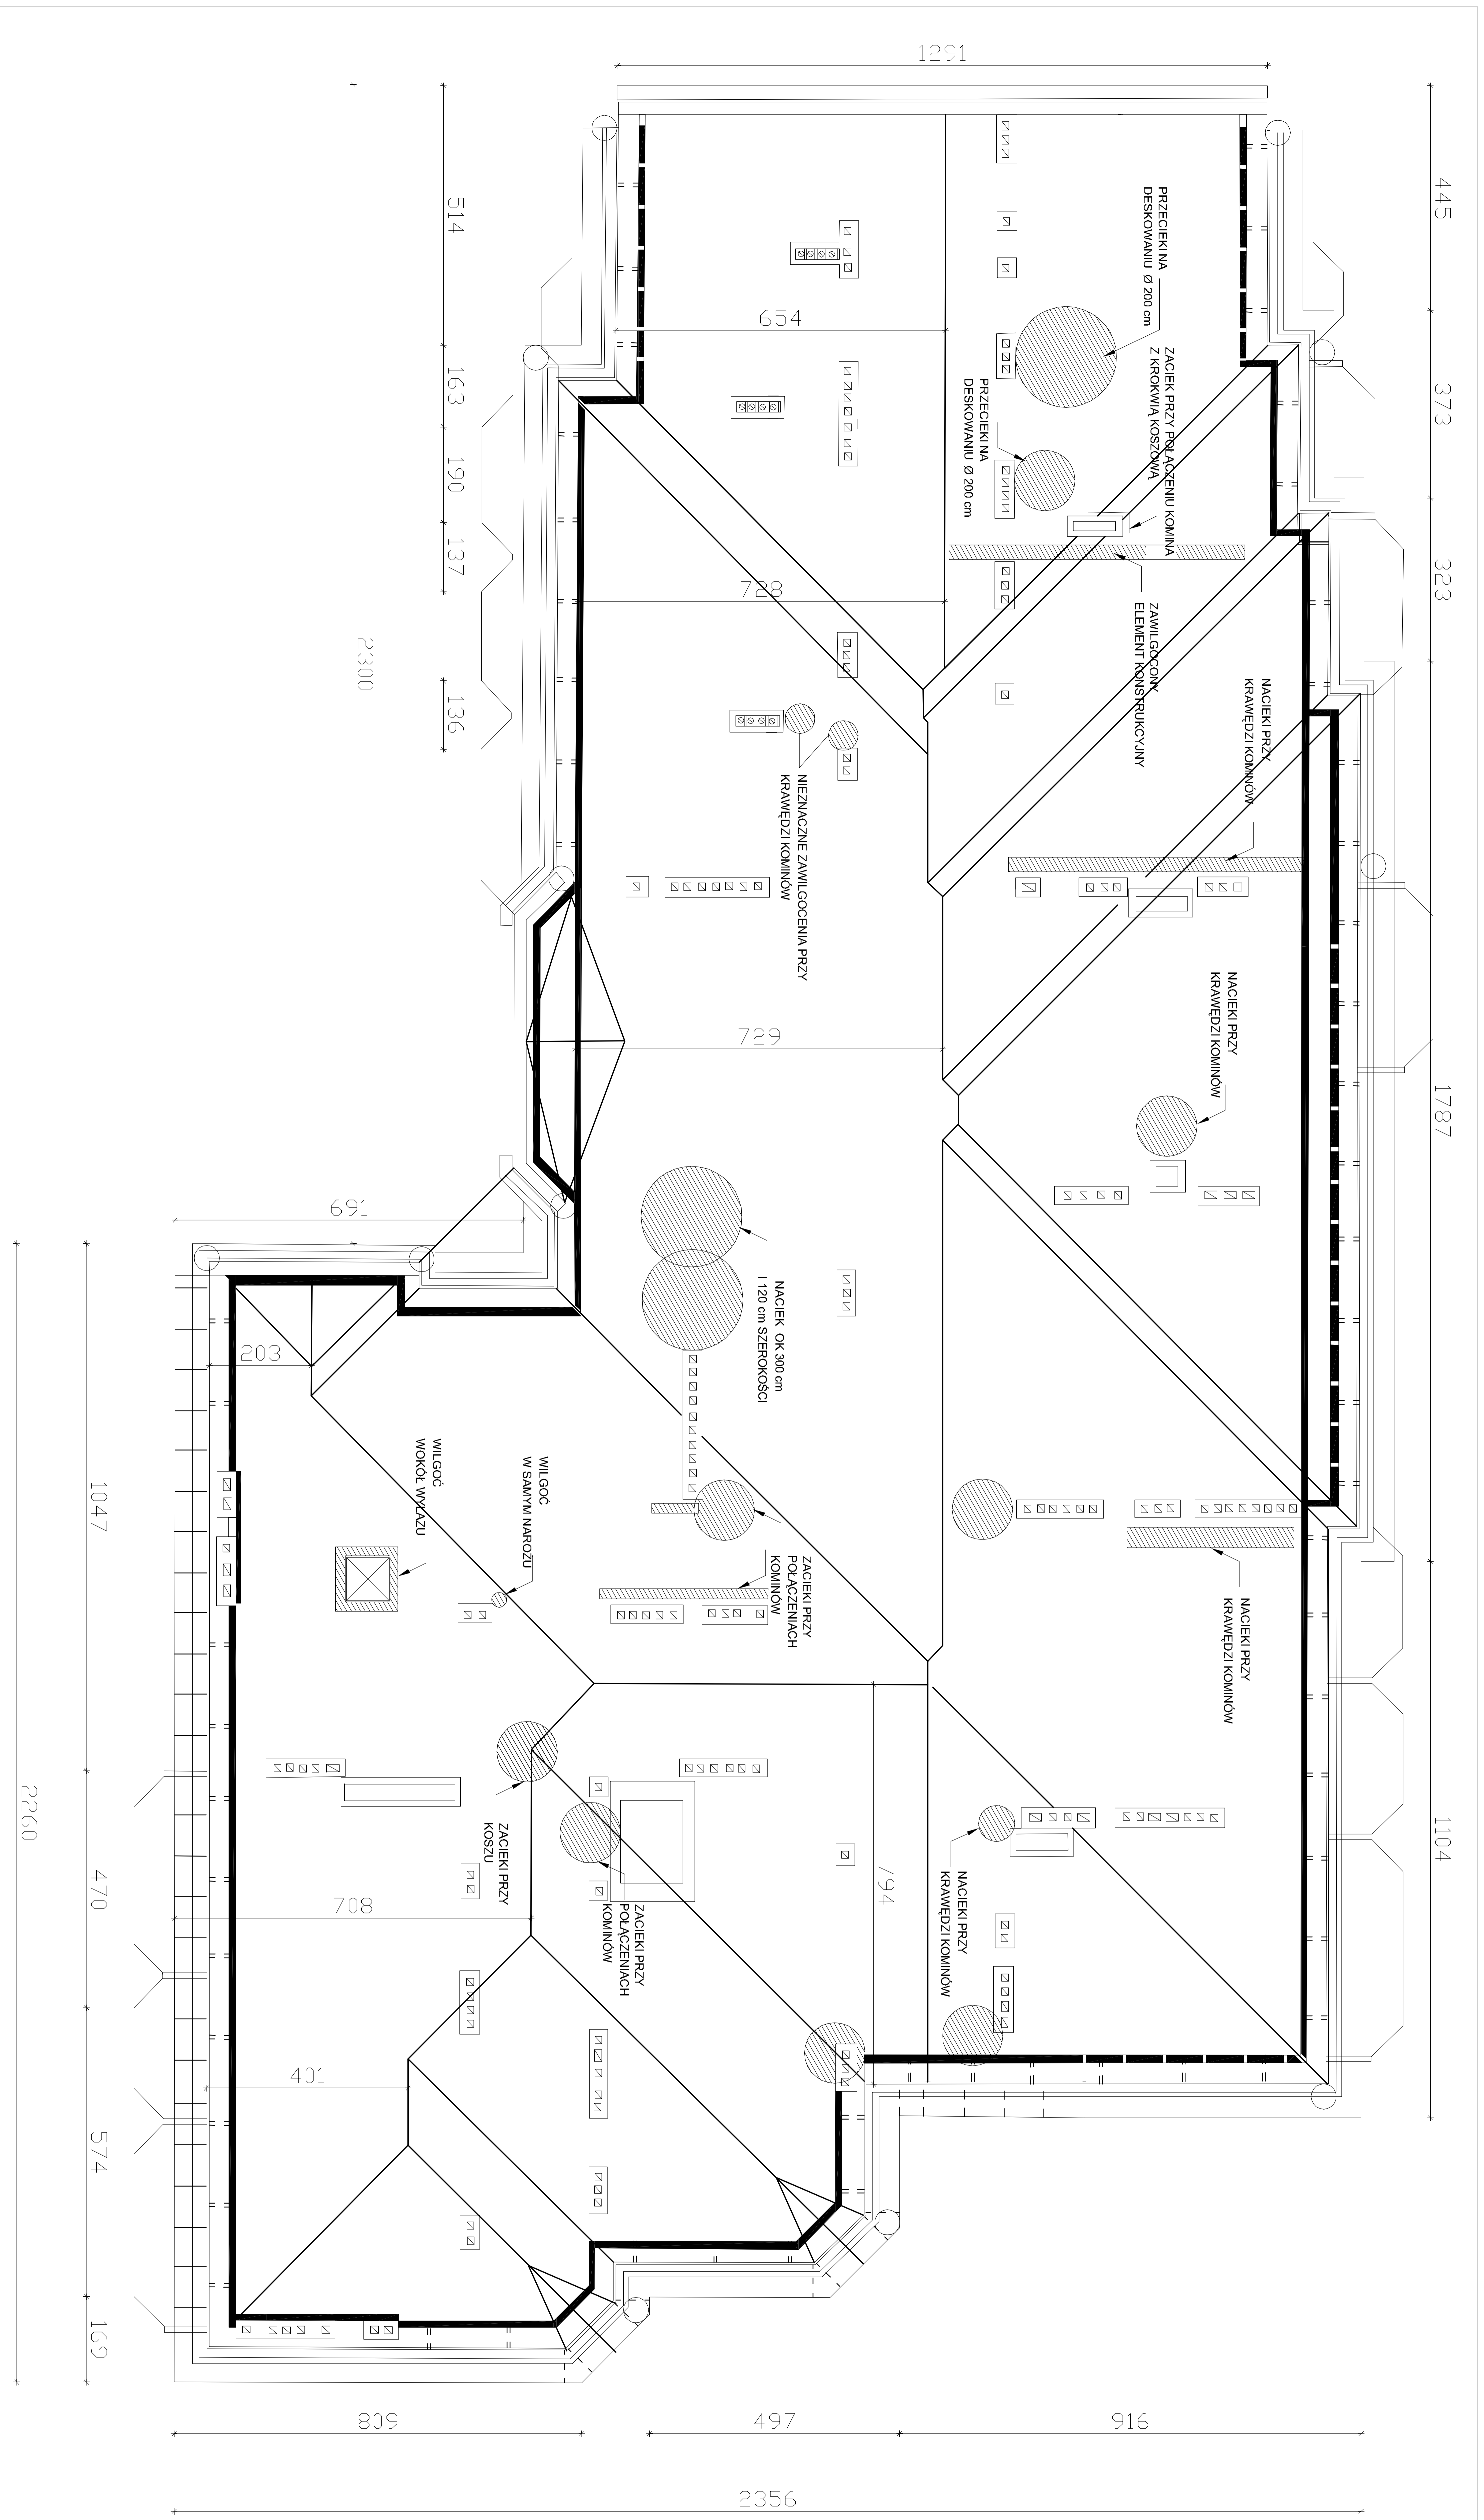 1291
445
373
323
1787
1104
514
163
190
137
136
2300
654
728
729
691
203
1047
470
574
169
2260
708
401
794
809
497
916
2356
PRZECIEKI NA
DESKOWANIU Ø 200 cm
ZACIEK PRZY POŁĄCZENIU KOMINA
Z KROKWIĄ KOSZOWĄ
PRZECIEKI NA
DESKOWANIU Ø 200 cm
ZAWILGOCONY
ELEMENT KONSTRUKCYJNY
NACIEKI PRZY
KRAWĘDZI KOMINÓW
NIEZNACZNE ZAWILGOCENIA PRZY
KRAWĘDZI KOMINÓW
NACIEKI PRZY
KRAWĘDZI KOMINÓW
NACIEK OK 300 cm
I 120 cm SZEROKOŚCI
WILGOĆ
WOKÓŁ WYŁAZU
WILGOĆ
W SAMYM NAROŻU
ZACIEKI PRZY
POŁĄCZENIACH
KOMINÓW
NACIEKI PRZY
KRAWĘDZI KOMINÓW
ZACIEKI PRZY
KOSZU
ZACIEKI PRZY
POŁĄCZENIACH
KOMINÓW
NACIEKI PRZY
KRAWĘDZI KOMINÓW